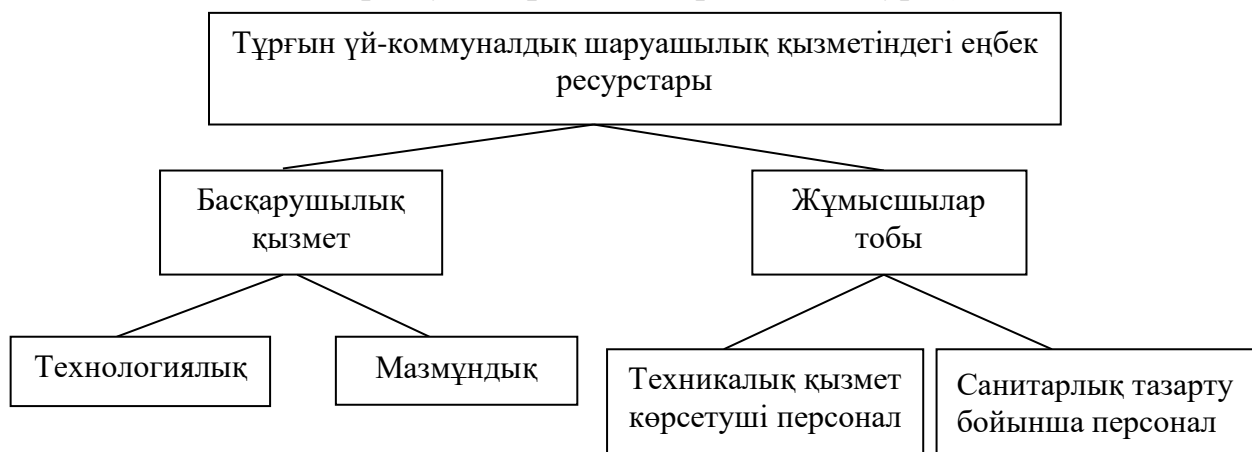 Тұрғын үй-коммуналдық шаруашылық қызметіндегі еңбек
ресурстары
Басқарушылық
қызмет
Жұмысшылар
тобы
Технологиялық
Мазмұндық
Техникалық қызмет
көрсетуші персонал
Санитарлық тазарту
бойынша персонал